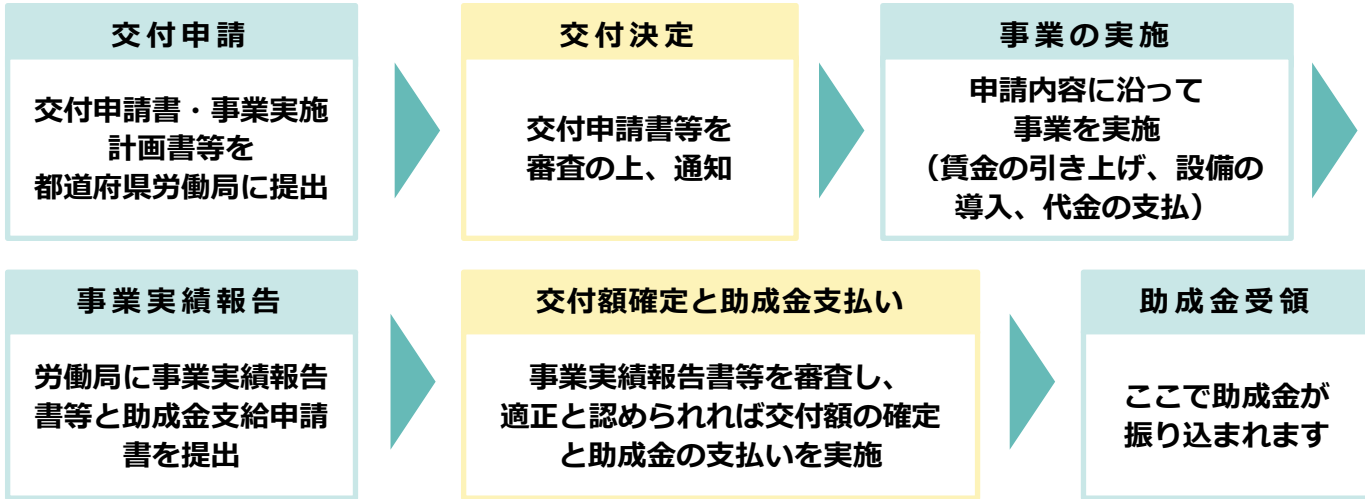 交付申請
交付申請書・事業実施
計画書等を
都道府県労働局に提出
交付決定
交付申請書等を
審査の上、通知
事業の実施
申請内容に沿って
事業を実施
（賃金の引き上げ、設備の
導入、代金の支払）
事業実績報告
労働局に事業実績報告
書等と助成金支給申請
書を提出
交付額確定と助成金支払い
事業実績報告書等を審査し、
適正と認められれば交付額の確定
と助成金の支払いを実施
助成金受領
ここで助成金が
振り込まれます